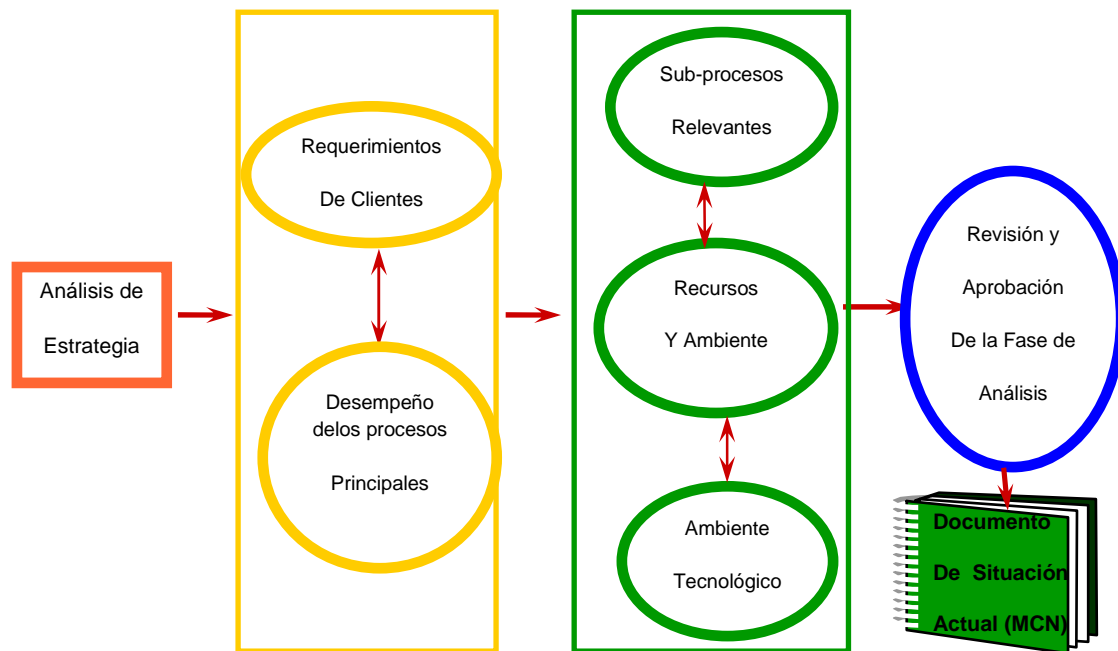 Análisis de
Estrategia
Requerimientos
De Clientes
Desempeño
delos procesos
Principales
Sub-procesos
Relevantes
Recursos
Y Ambiente
Ambiente
Tecnológico
Revisión y
Aprobación
De la Fase de
Análisis
Documento
De Situación
Actual (MCN)